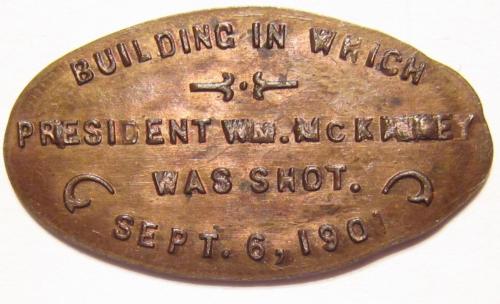 BUILDING IN WHICH
PRESIDENT WM. MCKINLEY
WAS SHOT.
SEPT. 6, 1901